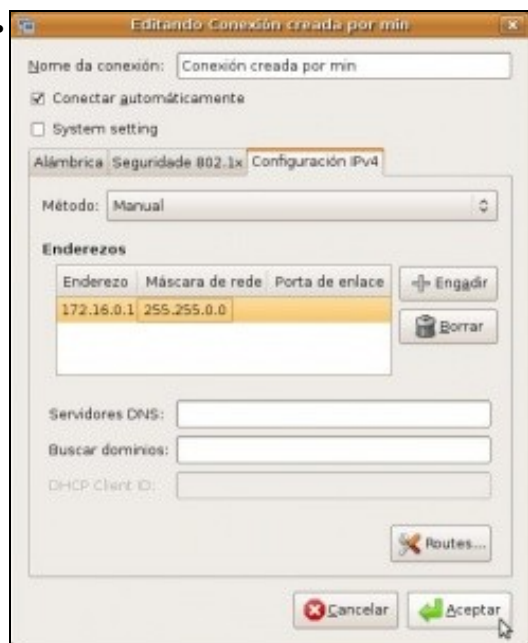 Editando Conexión creada por min
Nome da conexión: Conexión creada por min
Conectar automáticamente
System setting
Alámbrica Seguridade 802.1x Configuración IPv4
Método: Manual
Enderezos
Enderezo Máscara de rede Porta de enlace
172.16.0.1 255.255.0.0
Engadir
Borrar
Servidores DNS:
Buscar dominios:
DHCP Client ID:
Routes...
Cancelar Aceptar